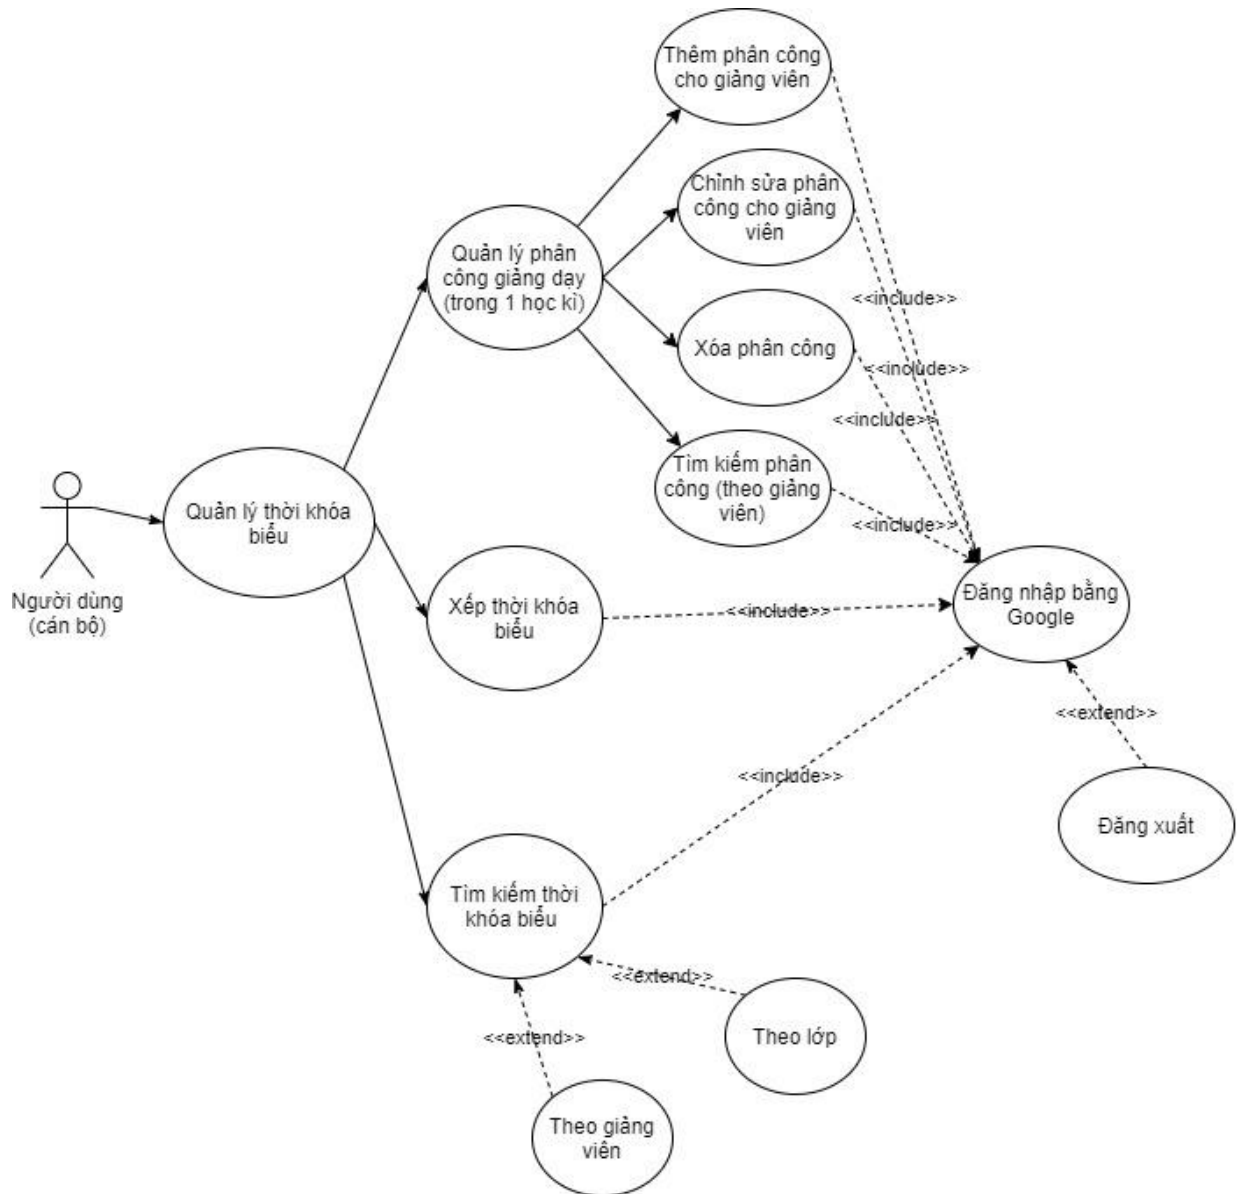 Thêm phân công
cho giảng viên
Chỉnh sửa phân
công cho giảng
viên
Quản lý phân
công giảng dạy
(trong 1 học kì)
<<include>>
Xóa phân công
<<include>>
<<include>>
Tìm kiếm phân
công (theo giảng
viên)
<<include>>
Quản lý thời khóa
biểu
Người dùng
(cán bộ)
Xếp thời khóa
biểu
<<include>>
Đăng nhập bằng
Google
<<extend>>
<<include>>
Đăng xuất
Tìm kiếm thời
khóa biểu
<<extend>>
Theo lớp
<<extend>>
Theo giảng
viên